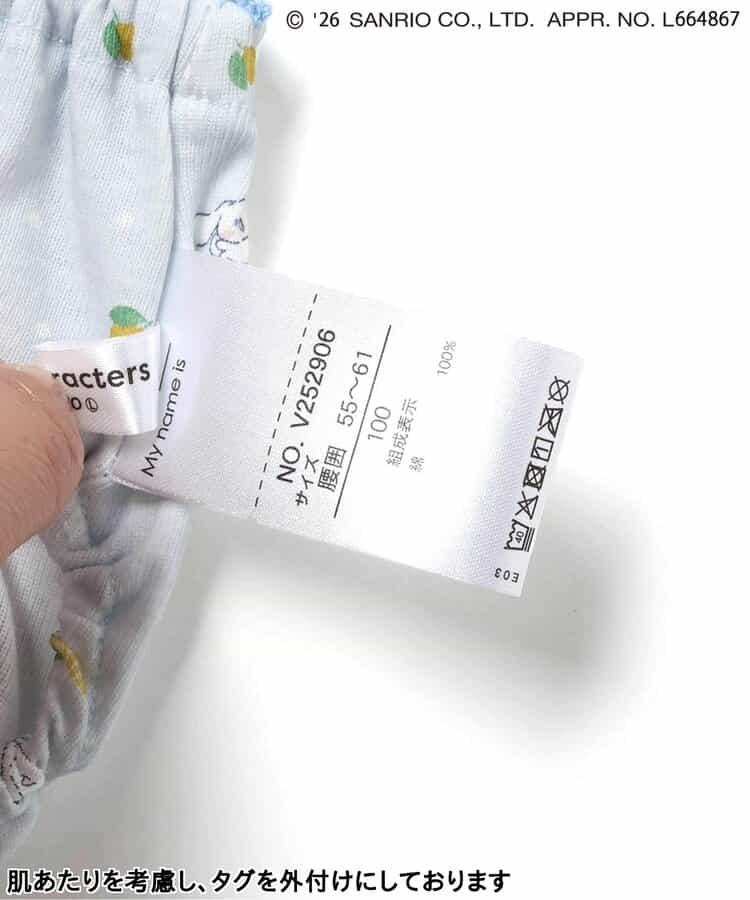 © '26 SANRIO CO., LTD. APPR. NO. L664867
racters
My name is
NO. V252906
サイズ
腰囲 55～61
100
組成表示
綿 100%
40
E03
肌あたりを考慮し、タグを外付けにしております